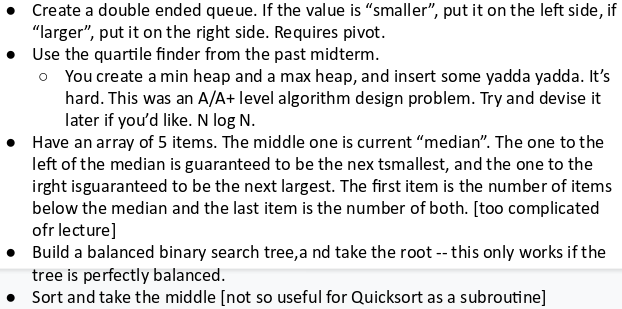 ● Create a double ended queue. If the value is “smaller”, put it on the left side, if
“larger”, put it on the right side. Requires pivot.
● Use the quartile finder from the past midterm.
○ You create a min heap and a max heap, and insert some yadda yadda. It’s
hard. This was an A/A+ level algorithm design problem. Try and devise it
later if you’d like. N log N.
● Have an array of 5 items. The middle one is current “median”. The one to the
left of the median is guaranteed to be the nex tsmallest, and the one to the
irght isguaranteed to be the next largest. The first item is the number of items
below the median and the last item is the number of both. [too complicated
ofr lecture]
● Build a balanced binary search tree,a nd take the root -- this only works if the
tree is perfectly balanced.
● Sort and take the middle [not so useful for Quicksort as a subroutine]